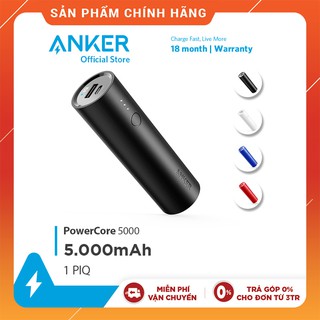 SẢN PHẨM CHÍNH HÃNG
ANKER
Official Store
Charge Fast, Live More
18 month | Warranty
ANKER
PowerCore 5000
5.000mAh
1 PIQ
MIỄN PHÍ
VẬN CHUYỂN
0%
TRẢ GÓP 0%
CHO ĐƠN TỪ 3TR